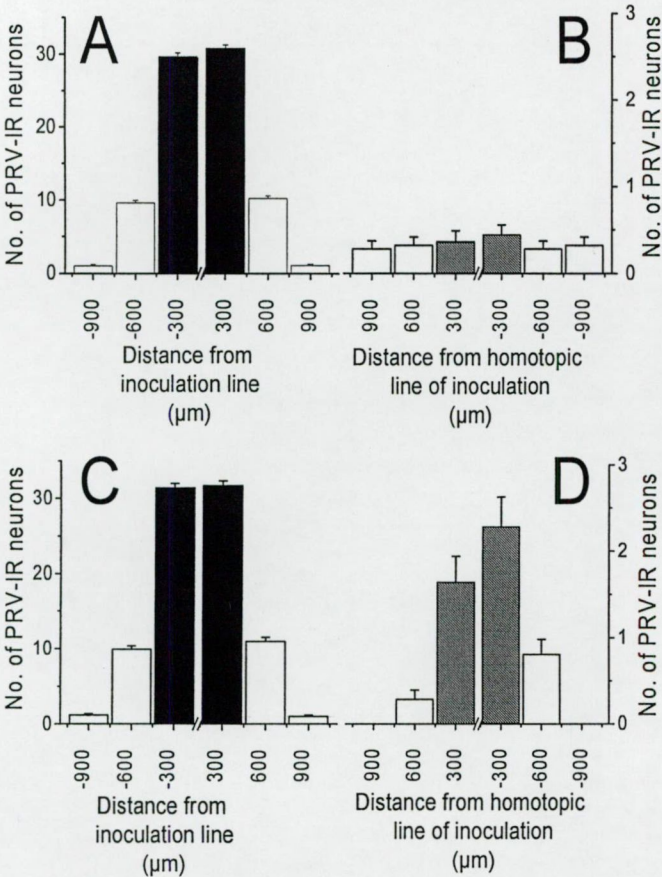 A
B
No. of PRV-IR neurons
30
20
10
0
-900
-600
-300
300
600
900
Distance from
inoculation line
(µm)
No. of PRV-IR neurons
3
2
1
0
900
600
300
-300
-600
-900
Distance from homotopic
line of inoculation
(µm)
C
D
No. of PRV-IR neurons
30
20
10
0
-900
-600
-300
300
600
900
Distance from
inoculation line
(µm)
No. of PRV-IR neurons
3
2
1
0
900
600
300
-300
-600
-900
Distance from homotopic
line of inoculation
(µm)